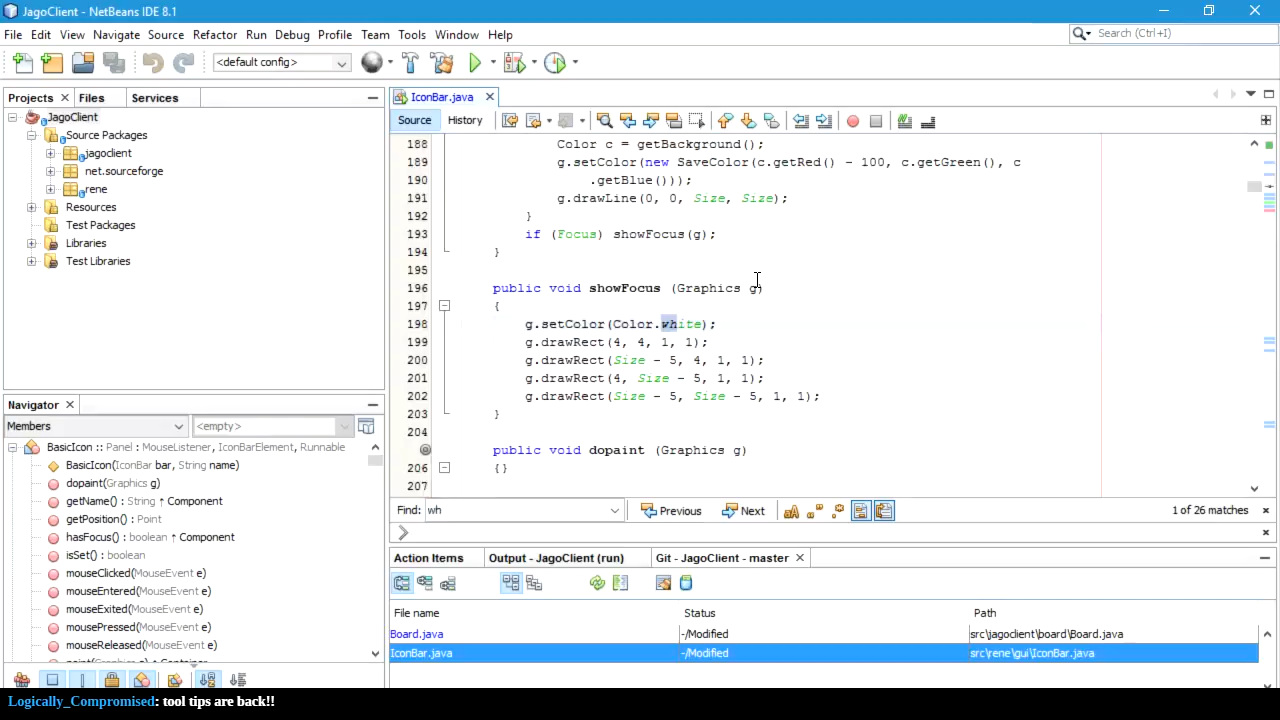 JagoClient - NetBeans IDE 8.1
File Edit View Navigate Source Refactor Run Debug Profile Team Tools Window Help
Search (Ctrl+I)
<default config>
Projects Files Services
JagoClient
Source Packages
jagoclient
net.sourceforge
rene
Resources
Test Packages
Libraries
Test Libraries
Navigator
Members <empty>
BasicIcon :: Panel : MouseListener, IconBarElement, Runnable
BasicIcon(IconBar bar, String name)
dopaint(Graphics g)
getName() : String ↑ Component
getPosition() : Point
hasFocus() : boolean ↑ Component
isSet() : boolean
mouseClicked(MouseEvent e)
mouseEntered(MouseEvent e)
mouseExited(MouseEvent e)
mousePressed(MouseEvent e)
mouseReleased(MouseEvent e)
IconBar.java
Source History
188 Color c = getBackground();
189 g.setColor(new SaveColor(c.getRed() - 100, c.getGreen(), c
190 .getBlue()));
191 g.drawLine(0, 0, Size, Size);
192 }
193 if (Focus) showFocus(g);
194 }
195
196 public void showFocus (Graphics g)
197 {
198 g.setColor(Color.white);
199 g.drawRect(4, 4, 1, 1);
200 g.drawRect(Size - 5, 4, 1, 1);
201 g.drawRect(4, Size - 5, 1, 1);
202 g.drawRect(Size - 5, Size - 5, 1, 1);
203 }
204
public void dopaint (Graphics g)
206 {}
207
Find: wh Previous Next 1 of 26 matches
Action Items Output - JagoClient (run) Git - JagoClient - master
File name Status Path
Board.java -/Modified src\jagoclient\board\Board.java
IconBar.java -/Modified src\rene\gui\IconBar.java
Logically_Compromised: tool tips are back!!